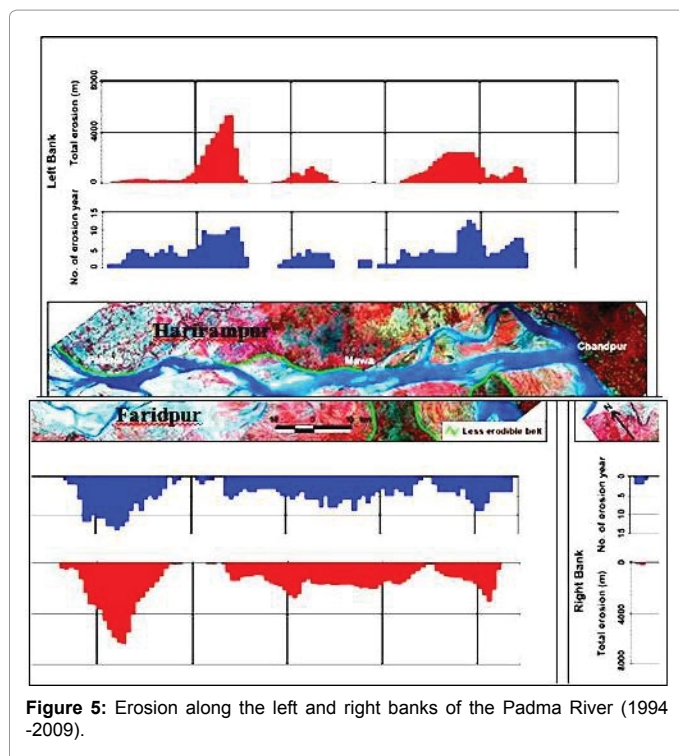 8000
4000
0
Total erosion (m)
Left Bank
15
10
5
0
No. of erosion year
Harirampur
Mawa
Chandpur
Faridpur
Less erodible belt
N
0
5
10
15
No. of erosion year
Right Bank
0
4000
8000
Total erosion (m)
Figure 5: Erosion along the left and right banks of the Padma River (1994
-2009).